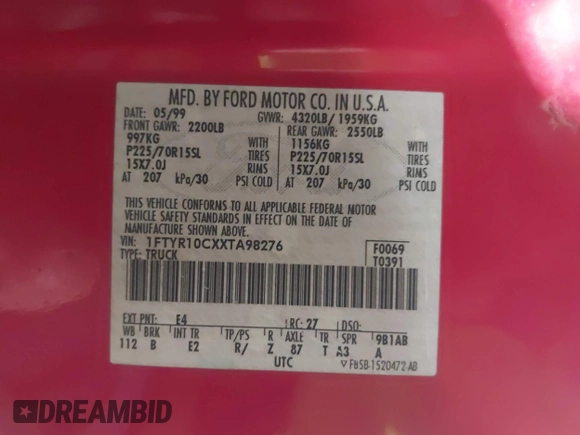 MFD. BY FORD MOTOR CO. IN U.S.A.
DATE: 05/99 GVWR: 4320LB/ 1959KG
FRONT GAWR: 2200LB REAR GAWR: 2550LB
997KG WITH 1156KG WITH
P225/70R15SL TIRES P225/70R15SL TIRES
15X7.0J RIMS 15X7.0J RIMS
AT 207 kPa/30 PSI COLD AT 207 kPa/30 PSI COLD
THIS VEHICLE CONFORMS TO ALL APPLICABLE FEDERAL MOTOR
VEHICLE SAFETY STANDARDS IN EFFECT ON THE DATE OF
MANUFACTURE SHOWN ABOVE.
VIN: 1FTYR10CXXTA98276 F0069
TYPE: TRUCK T0391
EXT PNT: E4 RC: 27 DSO:
WB BRK INT TR TP/PS R AXLE TR SPR 9B1AB
112 B E2 R/ Z 87 T A3 A
UTC F85B-1520472-AB
DREAMBID